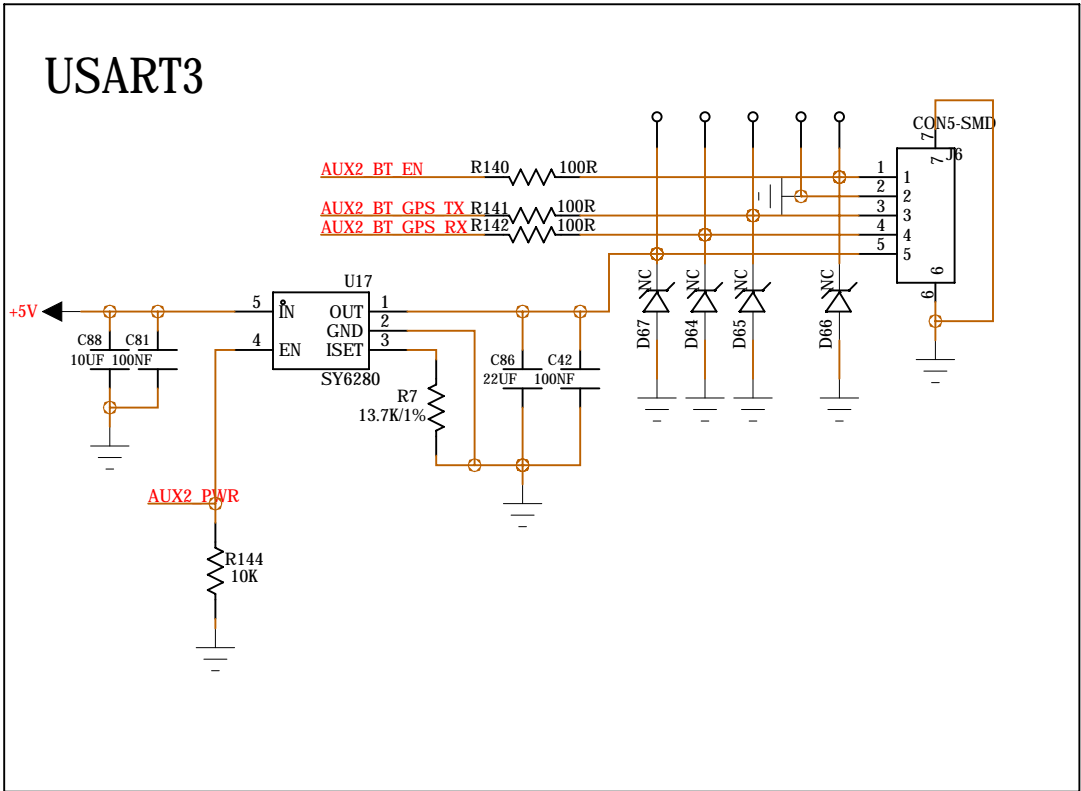 USART3
CON5-SMD
7
7
J6
AUX2_BT_EN
R140
100R
1
1
2
2
AUX2_BT_GPS_TX
R141
100R
3
3
AUX2_BT_GPS_RX
R142
100R
4
4
5
5
6
6
NC
NC
NC
NC
D67
D64
D65
D66
U17
+5V
5
IN
OUT
1
GND
2
4
EN
ISET
3
SY6280
C88
10UF
C81
100NF
C86
22UF
C42
100NF
R7
13.7K/1%
AUX2_PWR
R144
10K